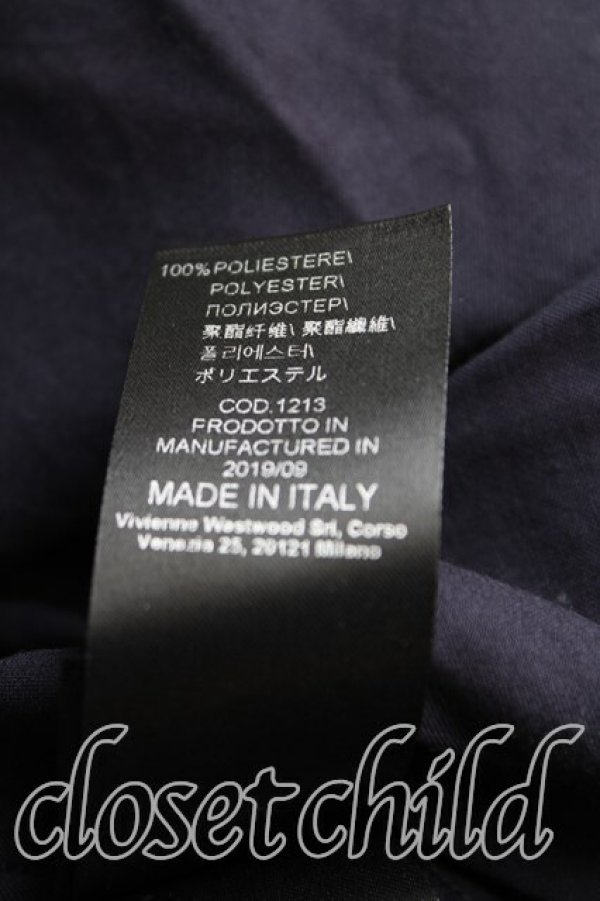 100% POLIESTERE\
POLYESTER\
ПОЛИЭСТЕР\
聚酯纤维\ 聚酯纖維\
폴리에스터\
ポリエステル
COD.1213
PRODOTTO IN
MANUFACTURED IN
2019/09
MADE IN ITALY
Vivienne Westwood Srl, Corso
Venezia 25, 20121 Milano
closet child